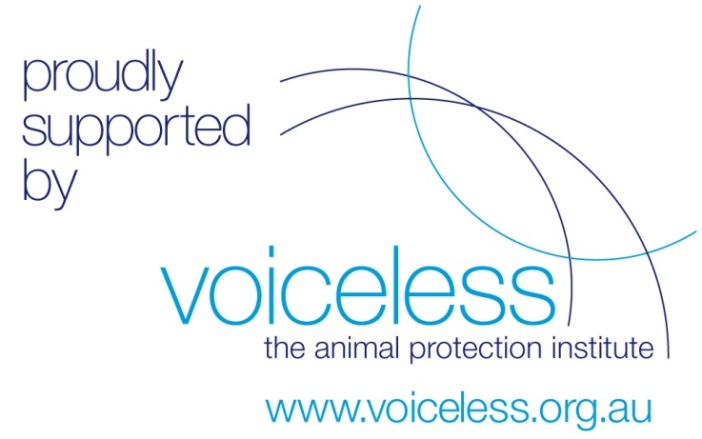 proudly
supported
by
voiceless
the animal protection institute
www.voiceless.org.au